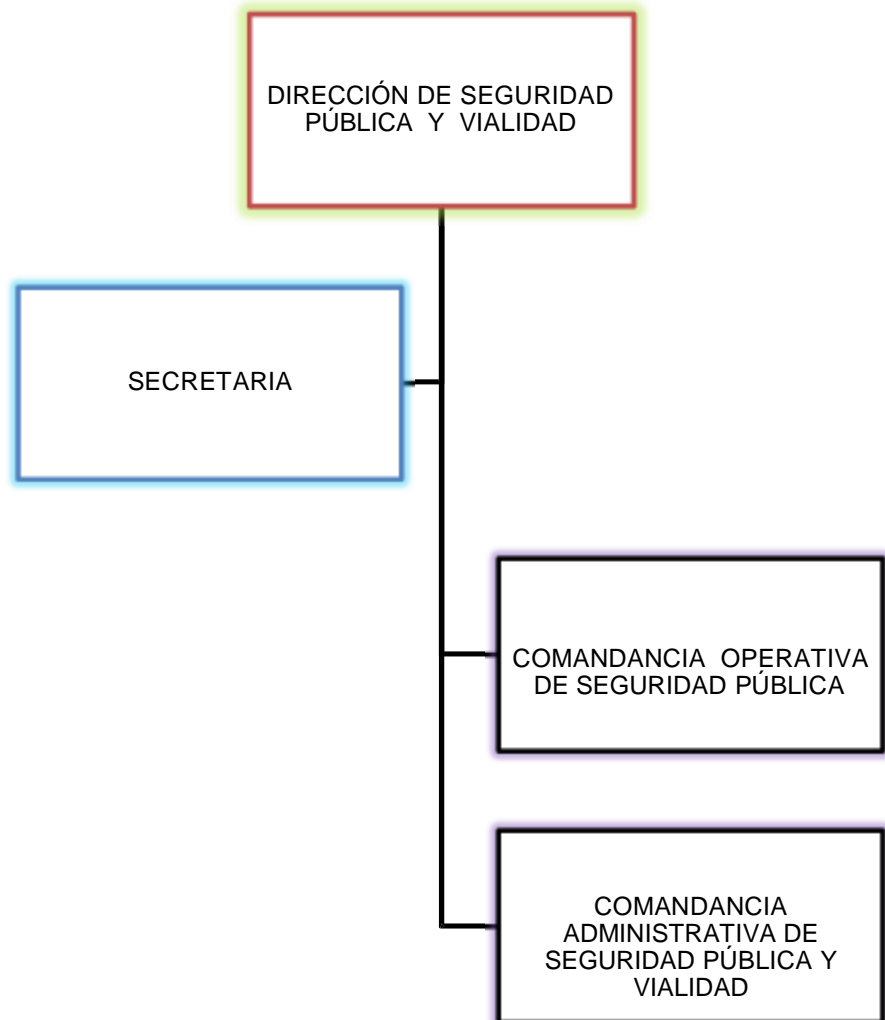 DIRECCIÓN DE SEGURIDAD
PÚBLICA Y VIALIDAD
SECRETARIA
COMANDANCIA OPERATIVA
DE SEGURIDAD PÚBLICA
COMANDANCIA
ADMINISTRATIVA DE
SEGURIDAD PÚBLICA Y
VIALIDAD